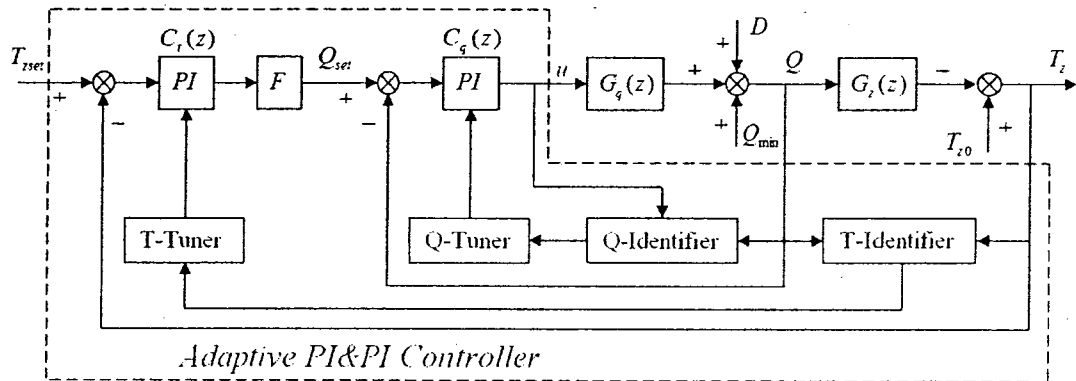 T_zset
+
−
C_t(z)
PI
F
Q_set
+
−
C_q(z)
PI
u
G_q(z)
+
+
D
+
Q_min
Q
G_z(z)
−
T_z
+
T_z0
T-Tuner
Q-Tuner
Q-Identifier
T-Identifier
Adaptive PI&PI Controller